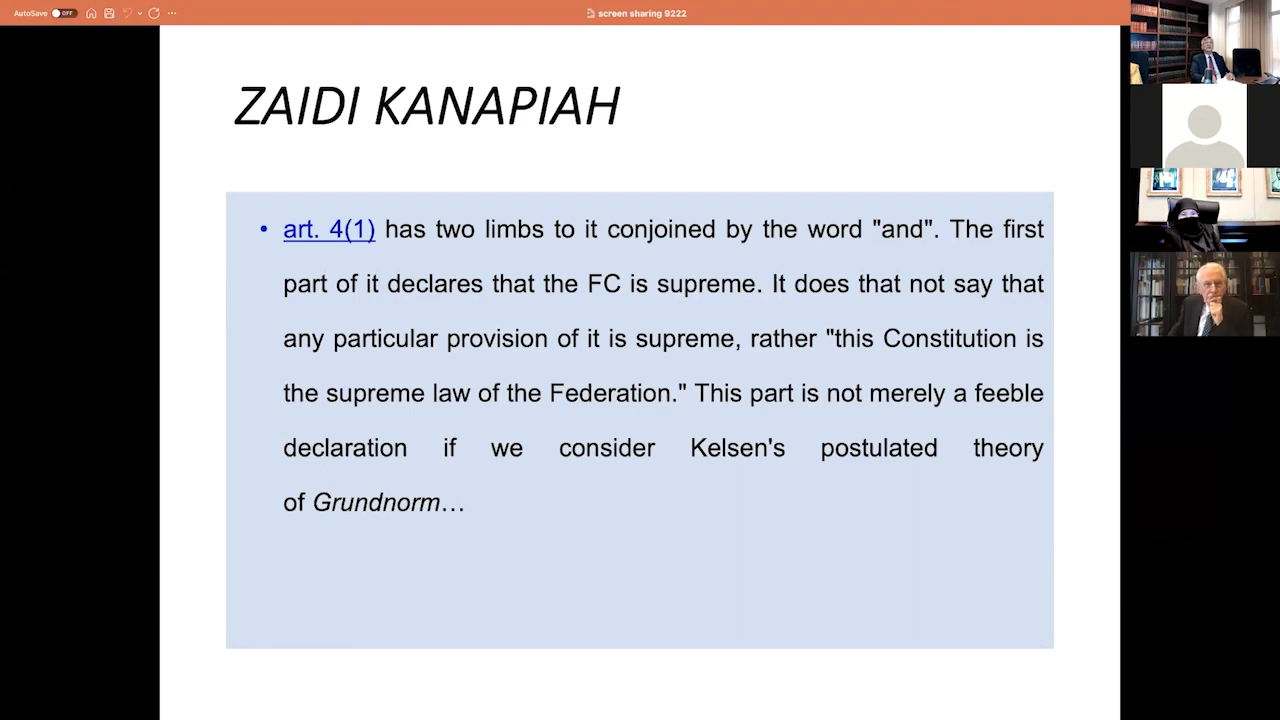 AutoSave OFF
screen sharing 9222
ZAIDI KANAPIAH
• art. 4(1) has two limbs to it conjoined by the word "and". The first
part of it declares that the FC is supreme. It does that not say that
any particular provision of it is supreme, rather "this Constitution is
the supreme law of the Federation." This part is not merely a feeble
declaration if we consider Kelsen's postulated theory
of Grundnorm…